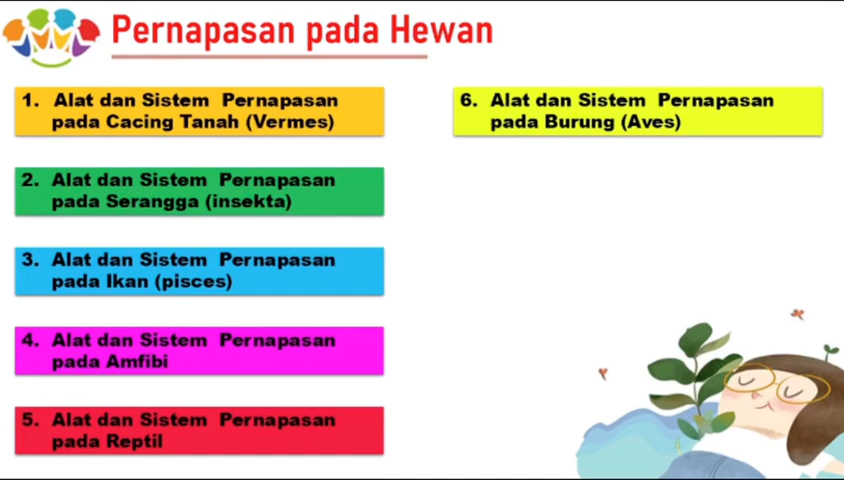 Pernapasan pada Hewan
1. Alat dan Sistem Pernapasan
pada Cacing Tanah (Vermes)
2. Alat dan Sistem Pernapasan
pada Serangga (insekta)
3. Alat dan Sistem Pernapasan
pada Ikan (pisces)
4. Alat dan Sistem Pernapasan
pada Amfibi
5. Alat dan Sistem Pernapasan
pada Reptil
6. Alat dan Sistem Pernapasan
pada Burung (Aves)